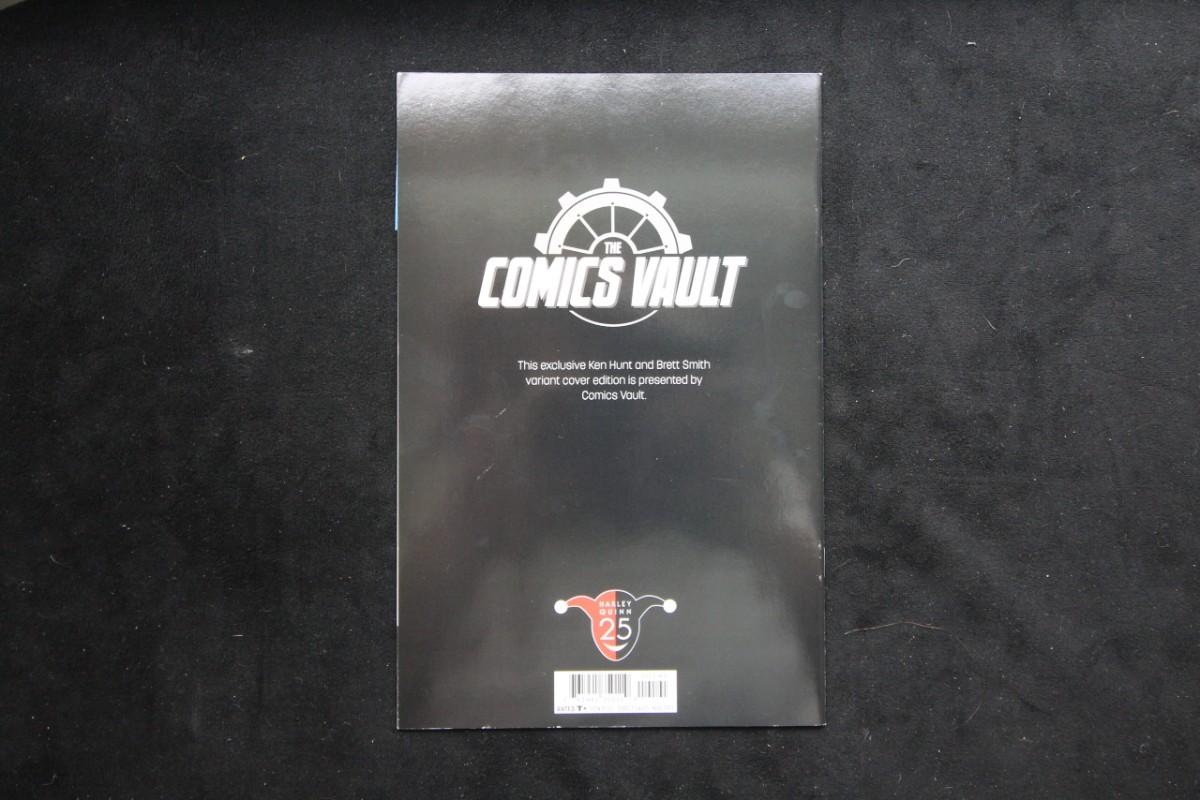 THE
COMICS VAULT
This exclusive Ken Hunt and Brett Smith
variant cover edition is presented by
Comics Vault.
HARLEY
QUINN
25
RATED T+